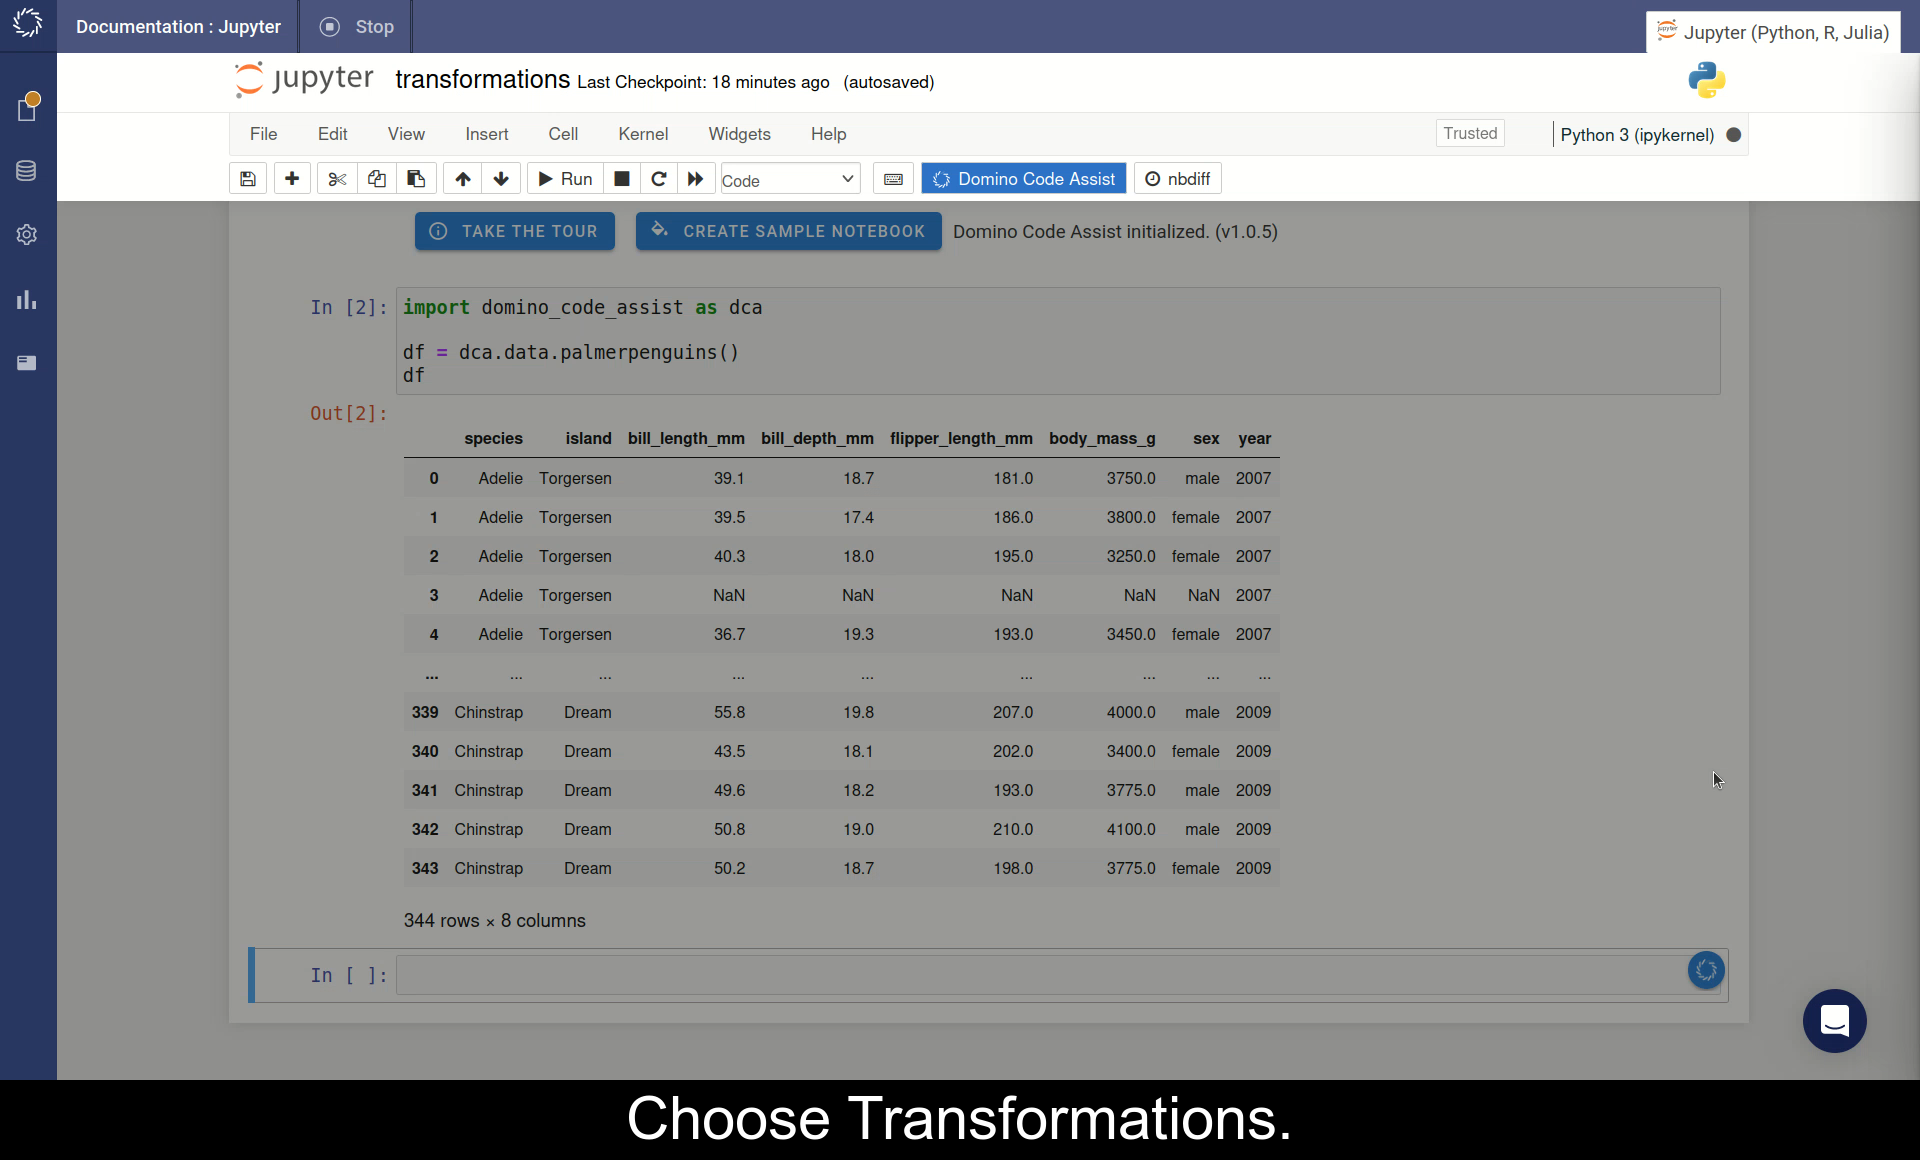 Documentation : Jupyter Stop
Jupyter (Python, R, Julia)
jupyter transformations Last Checkpoint: 18 minutes ago (autosaved)
File Edit View Insert Cell Kernel Widgets Help Trusted Python 3 (ipykernel)
Run Code Domino Code Assist nbdiff
TAKE THE TOUR CREATE SAMPLE NOTEBOOK Domino Code Assist initialized. (v1.0.5)
In [2]: import domino_code_assist as dca
df = dca.data.palmerpenguins()
df
Out[2]:
species island bill_length_mm bill_depth_mm flipper_length_mm body_mass_g sex year
0 Adelie Torgersen 39.1 18.7 181.0 3750.0 male 2007
1 Adelie Torgersen 39.5 17.4 186.0 3800.0 female 2007
2 Adelie Torgersen 40.3 18.0 195.0 3250.0 female 2007
3 Adelie Torgersen NaN NaN NaN NaN NaN 2007
4 Adelie Torgersen 36.7 19.3 193.0 3450.0 female 2007
... ... ... ... ... ... ... ... ...
339 Chinstrap Dream 55.8 19.8 207.0 4000.0 male 2009
340 Chinstrap Dream 43.5 18.1 202.0 3400.0 female 2009
341 Chinstrap Dream 49.6 18.2 193.0 3775.0 male 2009
342 Chinstrap Dream 50.8 19.0 210.0 4100.0 male 2009
343 Chinstrap Dream 50.2 18.7 198.0 3775.0 female 2009
344 rows × 8 columns
In [ ]:
Choose Transformations.